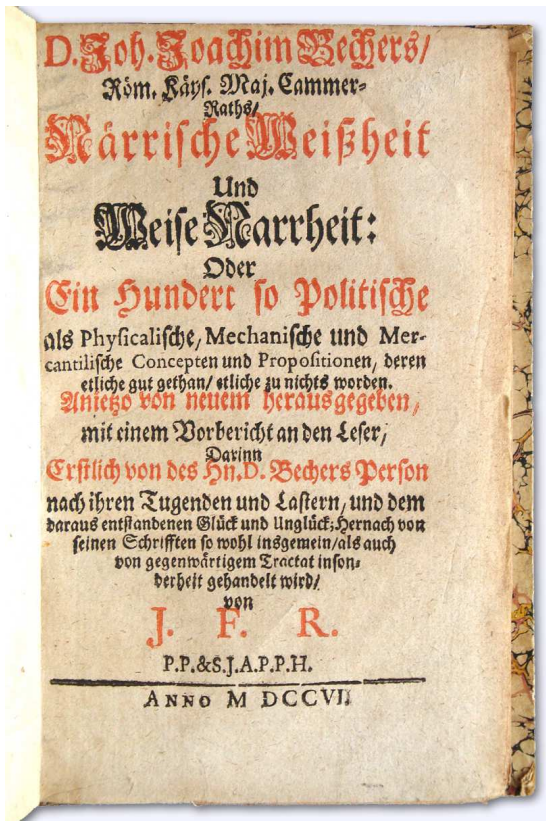 D. Joh. Joachim Bechers/
Röm. Käys. Maj. Cammer-
Raths/
Närrische Weißheit
Und
Weise Narrheit:
Oder
Ein Hundert so Politische
als Physicalische, Mechanische und Mer-
cantilische Concepten und Propositionen, deren
etliche gut gethan/ etliche zu nichts worden.
Anjetzo von neuem herausgegeben,
mit einem Vorbericht an den Leser,
Darinn
Erstlich von des Hn. D. Bechers Person
nach ihren Tugenden und Lastern, und dem
daraus entstandenen Glück und Unglück; Hernach von
seinen Schrifften so wohl insgemein/ als auch
von gegenwärtigem Tractat inson-
derheit gehandelt wird/
von
J. F. R.
P.P.&S.J.A.P.P.H.
ANNO M DCCVII